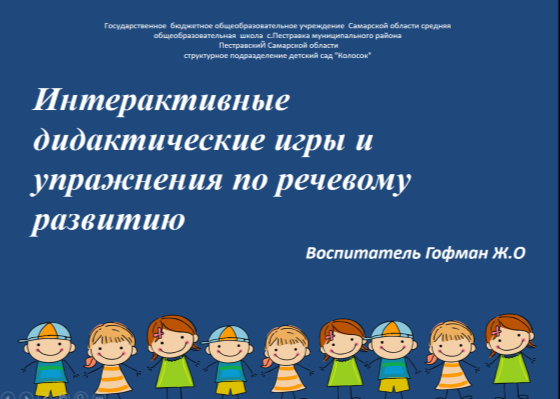 Государственное бюджетное общеобразовательное учреждение Самарской области средняя
общеобразовательная школа с.Пестравка муниципального района
ПестравскиЙ Самарской области
структурное подразделение детский сад "Колосок"
Интерактивные
дидактические игры и
упражнения по речевому
развитию
Воспитатель Гофман Ж.О